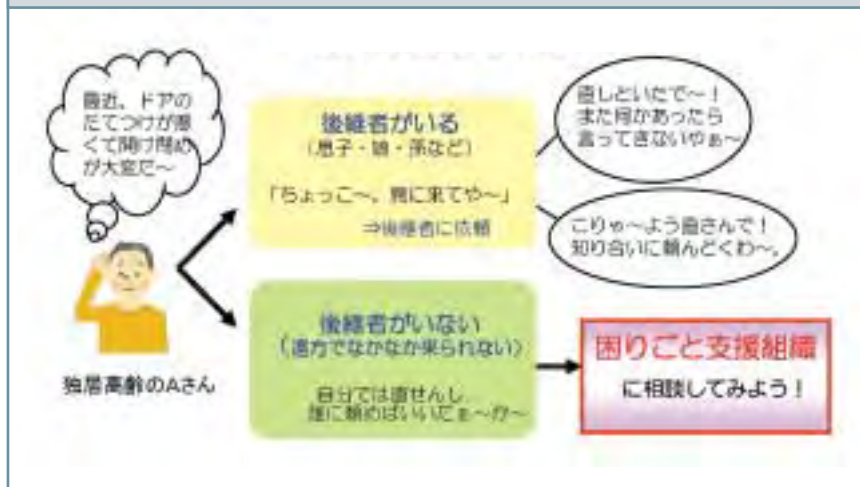 最近、ドアの
たてつけが悪
くて開け閉め
が大変だ～
独居高齢のAさん
後継者がいる
（息子・娘・孫など）
「ちょっこ～。見に来てや～」
⇒後継者に依頼
直しといたで～！
また何かあったら
言ってきないやぁ～
こりゃ～よう直さんで！
知り合いに頼んどくわ～。
後継者がいない
（遠方でなかなか来られない）
自分では直せんし
誰に頼めばいいだぁ～か～
困りごと支援組織
に相談してみよう！